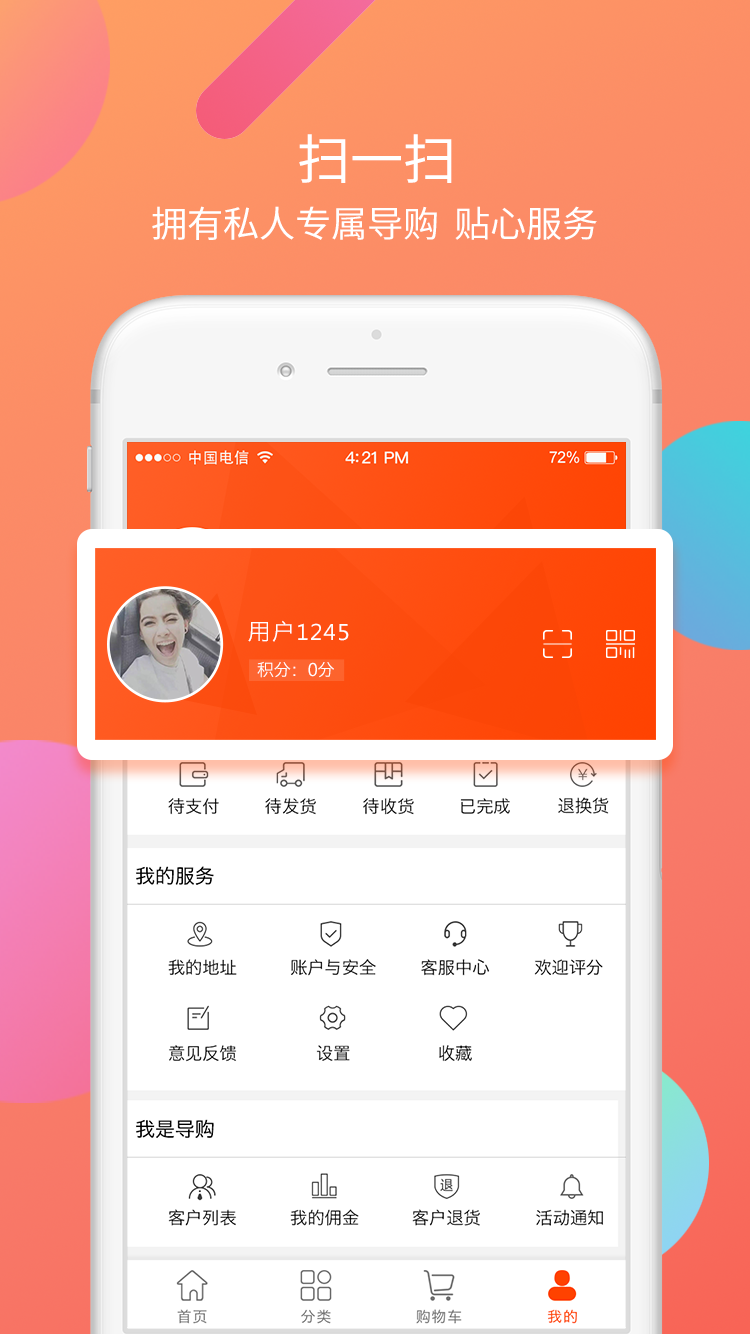 扫一扫
拥有私人专属导购 贴心服务
中国电信 4:21 PM 72%
用户1245
积分：0分
待支付 待发货 待收货 已完成 退换货
我的服务
我的地址 账户与安全 客服中心 欢迎评分
意见反馈 设置 收藏
我是导购
退
客户列表 我的佣金 客户退货 活动通知
首页 分类 购物车 我的